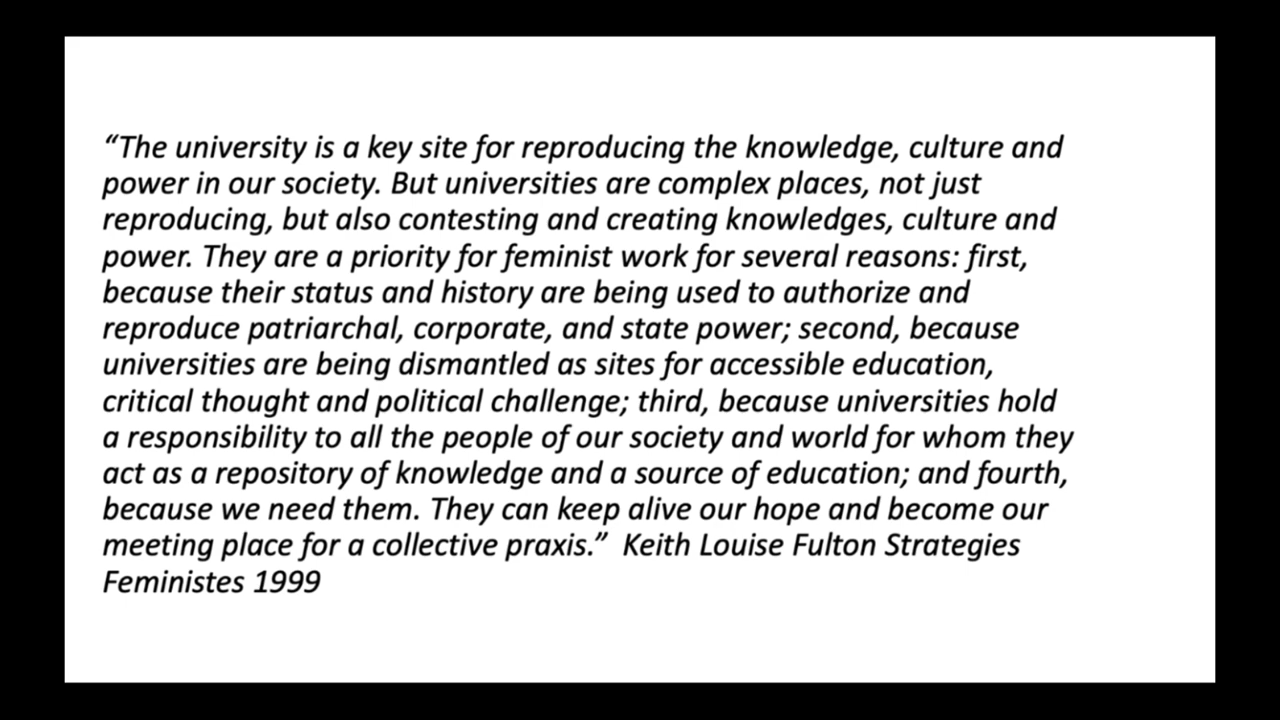 “The university is a key site for reproducing the knowledge, culture and
power in our society. But universities are complex places, not just
reproducing, but also contesting and creating knowledges, culture and
power. They are a priority for feminist work for several reasons: first,
because their status and history are being used to authorize and
reproduce patriarchal, corporate, and state power; second, because
universities are being dismantled as sites for accessible education,
critical thought and political challenge; third, because universities hold
a responsibility to all the people of our society and world for whom they
act as a repository of knowledge and a source of education; and fourth,
because we need them. They can keep alive our hope and become our
meeting place for a collective praxis.” Keith Louise Fulton Strategies
Feministes 1999